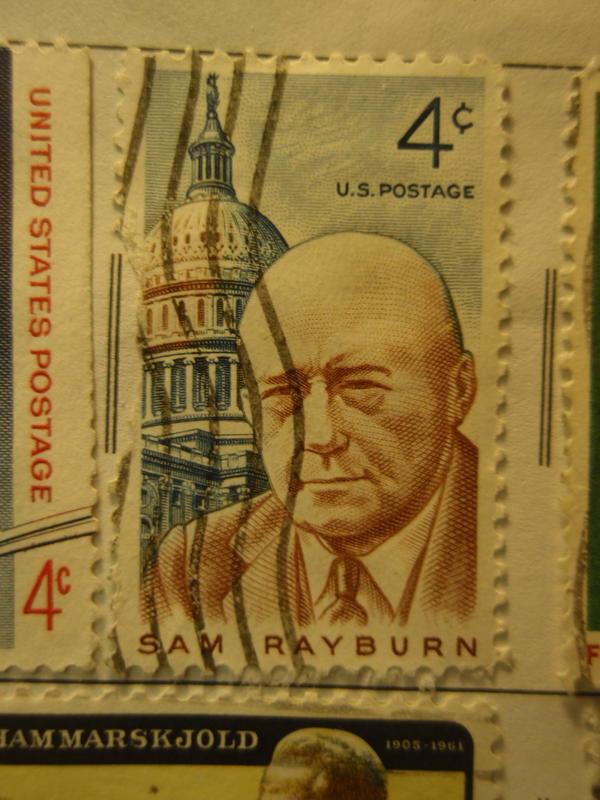 UNITED STATES POSTAGE
4¢
4¢
U.S. POSTAGE
SAM RAYBURN
HAMMARSKJOLD
1905-1961
F